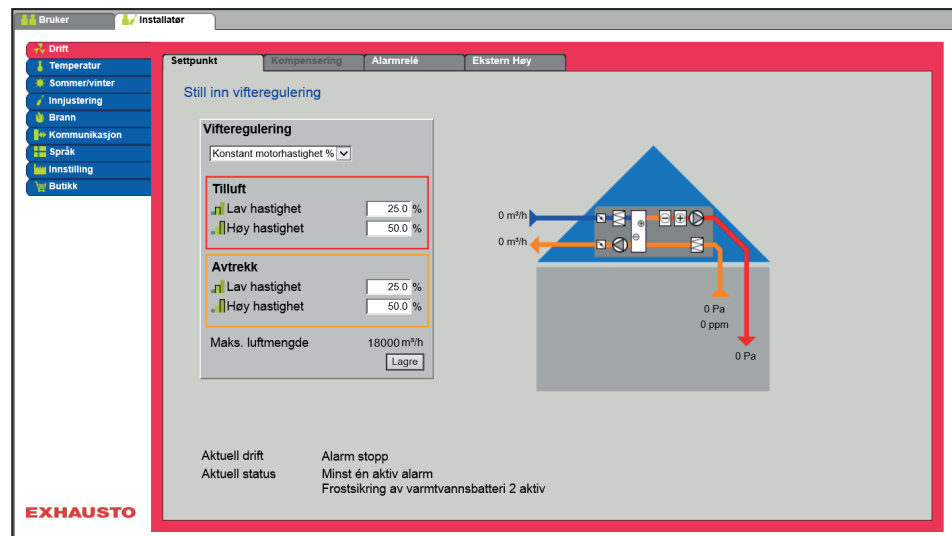 Bruker
Installatør
Drift
Temperatur
Sommer/vinter
Innjustering
Brann
Kommunikasjon
Språk
Innstilling
Butikk
Settpunkt
Kompensering
Alarmrelé
Ekstern Høy
Still inn vifteregulering
Vifteregulering
Konstant motorhastighet %
Tilluft
Lav hastighet 25.0 %
Høy hastighet 50.0 %
Avtrekk
Lav hastighet 25.0 %
Høy hastighet 50.0 %
Maks. luftmengde 18000 m³/h
Lagre
0 m³/h
0 m³/h
0 Pa
0 ppm
0 Pa
Aktuell drift Alarm stopp
Aktuell status Minst én aktiv alarm
Frostsikring av varmtvannsbatteri 2 aktiv
EXHAUSTO